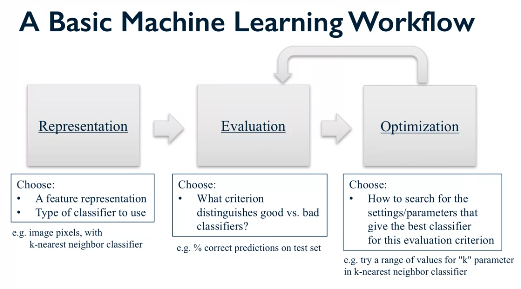 A Basic Machine Learning Workflow
Representation
Evaluation
Optimization
Choose:
• A feature representation
• Type of classifier to use
e.g. image pixels, with
k-nearest neighbor classifier
Choose:
• What criterion
distinguishes good vs. bad
classifiers?
e.g. % correct predictions on test set
Choose:
• How to search for the
settings/parameters that
give the best classifier
for this evaluation criterion
e.g. try a range of values for "k" parameter
in k-nearest neighbor classifier